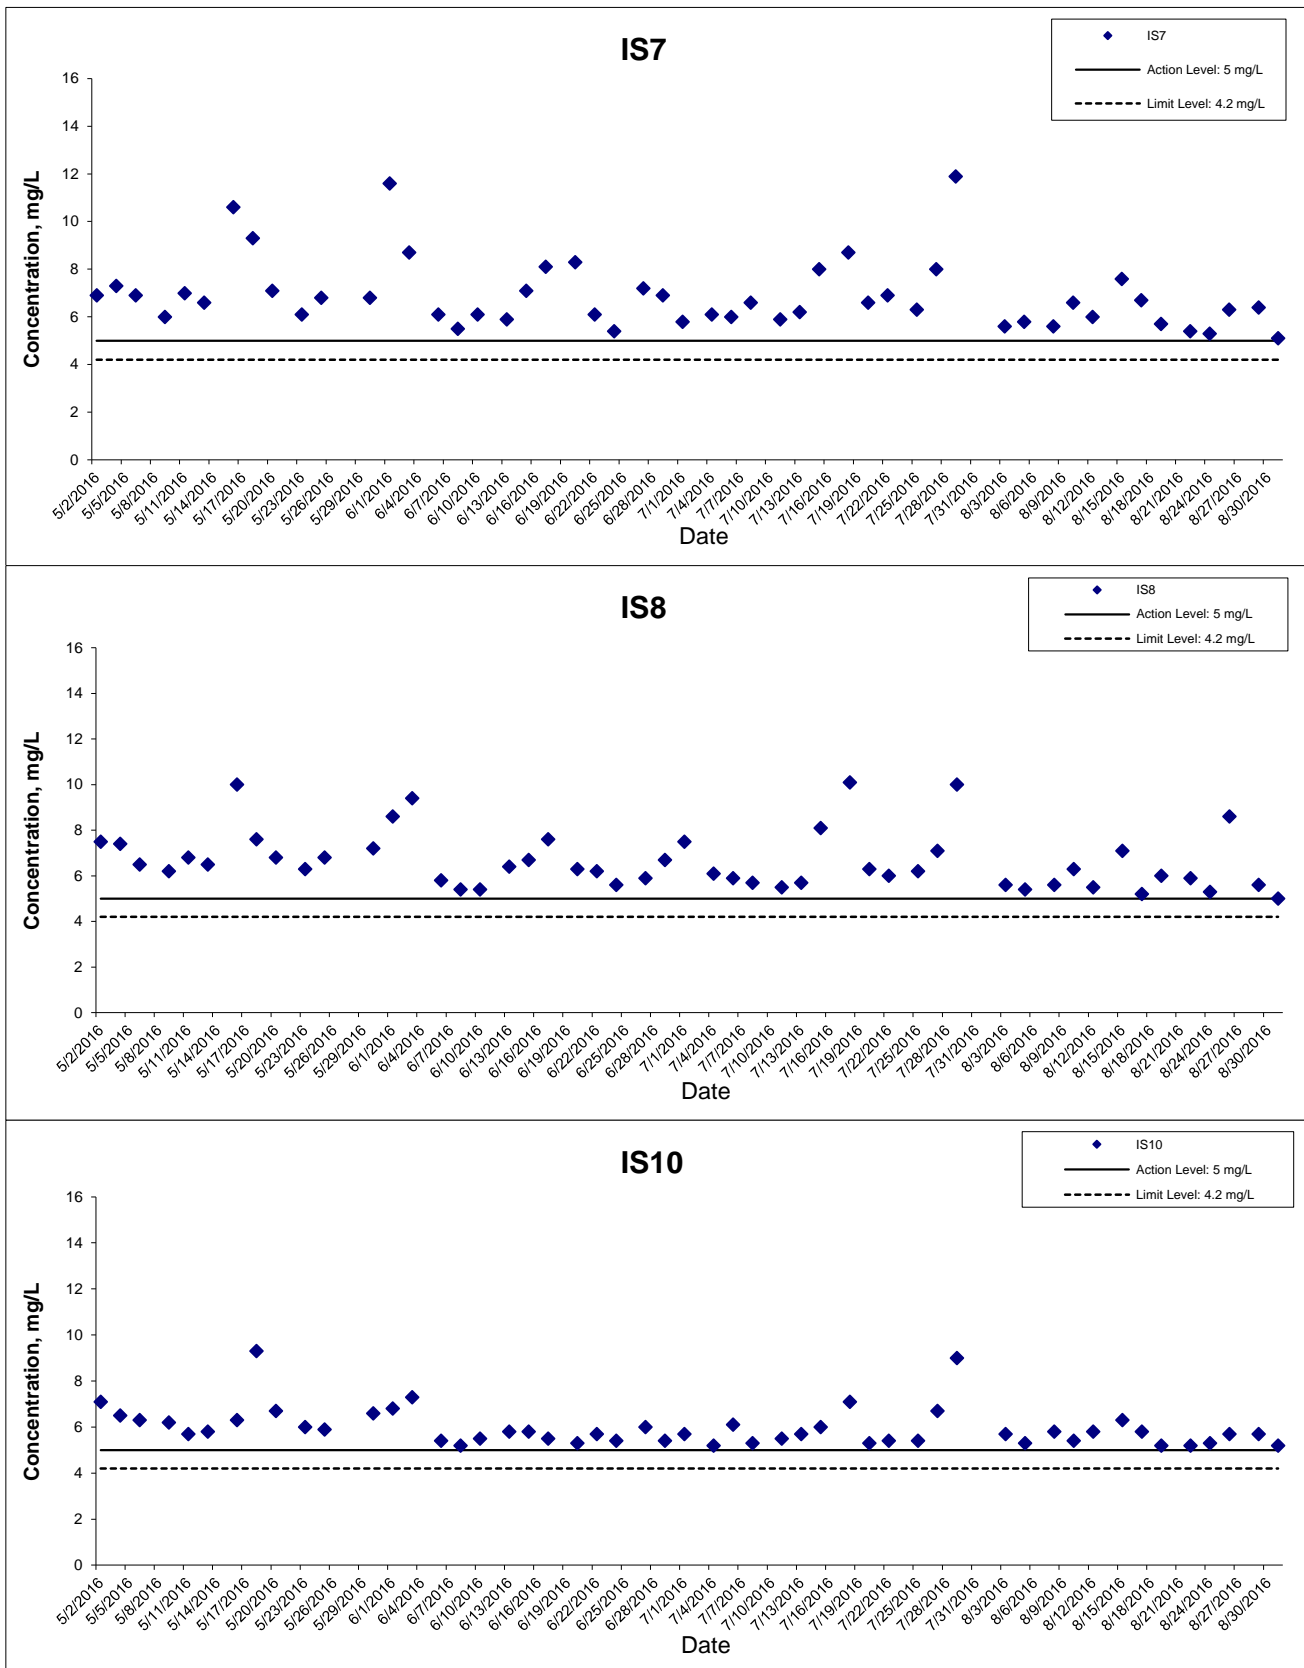 IS7
IS7
Action Level: 5 mg/L
Limit Level: 4.2 mg/L
Concentration, mg/L
16
14
12
10
8
6
4
2
0
5/2/2016 5/5/2016 5/8/2016 5/11/2016 5/14/2016 5/17/2016 5/20/2016 5/23/2016 5/26/2016 5/29/2016 6/1/2016 6/4/2016 6/7/2016 6/10/2016 6/13/2016 6/16/2016 6/19/2016 6/22/2016 6/25/2016 6/28/2016 7/1/2016 7/4/2016 7/7/2016 7/10/2016 7/13/2016 7/16/2016 7/19/2016 7/22/2016 7/25/2016 7/28/2016 7/31/2016 8/3/2016 8/6/2016 8/9/2016 8/12/2016 8/15/2016 8/18/2016 8/21/2016 8/24/2016 8/27/2016 8/30/2016
Date
IS8
IS8
Action Level: 5 mg/L
Limit Level: 4.2 mg/L
Concentration, mg/L
16
14
12
10
8
6
4
2
0
5/2/2016 5/5/2016 5/8/2016 5/11/2016 5/14/2016 5/17/2016 5/20/2016 5/23/2016 5/26/2016 5/29/2016 6/1/2016 6/4/2016 6/7/2016 6/10/2016 6/13/2016 6/16/2016 6/19/2016 6/22/2016 6/25/2016 6/28/2016 7/1/2016 7/4/2016 7/7/2016 7/10/2016 7/13/2016 7/16/2016 7/19/2016 7/22/2016 7/25/2016 7/28/2016 7/31/2016 8/3/2016 8/6/2016 8/9/2016 8/12/2016 8/15/2016 8/18/2016 8/21/2016 8/24/2016 8/27/2016 8/30/2016
Date
IS10
IS10
Action Level: 5 mg/L
Limit Level: 4.2 mg/L
Concentration, mg/L
16
14
12
10
8
6
4
2
0
5/2/2016 5/5/2016 5/8/2016 5/11/2016 5/14/2016 5/17/2016 5/20/2016 5/23/2016 5/26/2016 5/29/2016 6/1/2016 6/4/2016 6/7/2016 6/10/2016 6/13/2016 6/16/2016 6/19/2016 6/22/2016 6/25/2016 6/28/2016 7/1/2016 7/4/2016 7/7/2016 7/10/2016 7/13/2016 7/16/2016 7/19/2016 7/22/2016 7/25/2016 7/28/2016 7/31/2016 8/3/2016 8/6/2016 8/9/2016 8/12/2016 8/15/2016 8/18/2016 8/21/2016 8/24/2016 8/27/2016 8/30/2016
Date